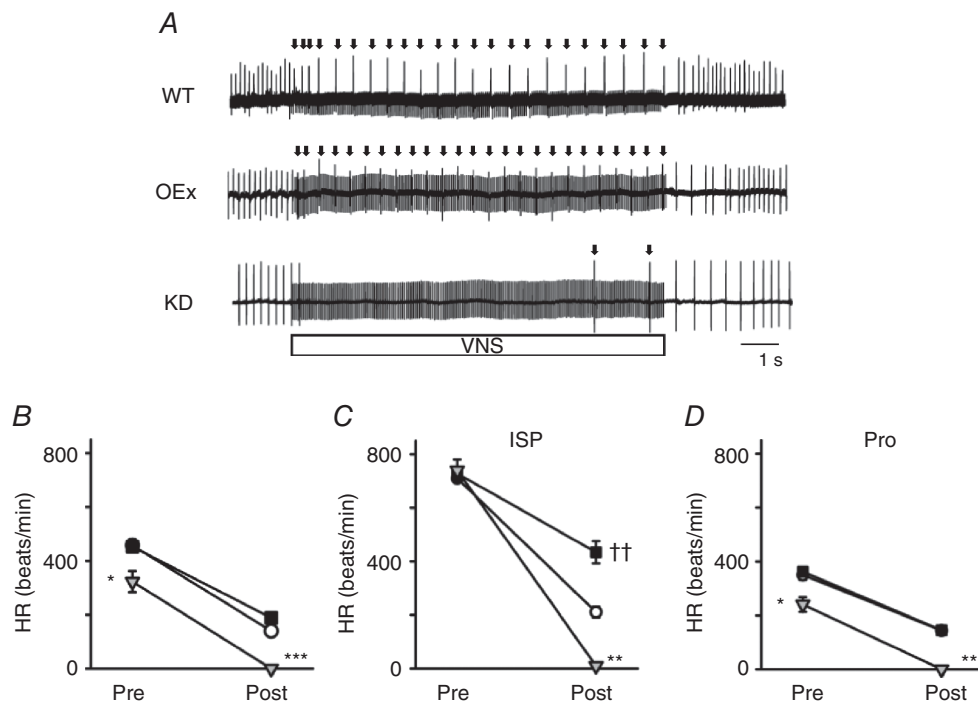 A
WT
OEx
KD
VNS
1 s
B
800
400
0
HR (beats/min)
*
***
Pre
Post
C
ISP
800
400
0
HR (beats/min)
††
**
Pre
Post
D
Pro
800
400
0
HR (beats/min)
*
**
Pre
Post